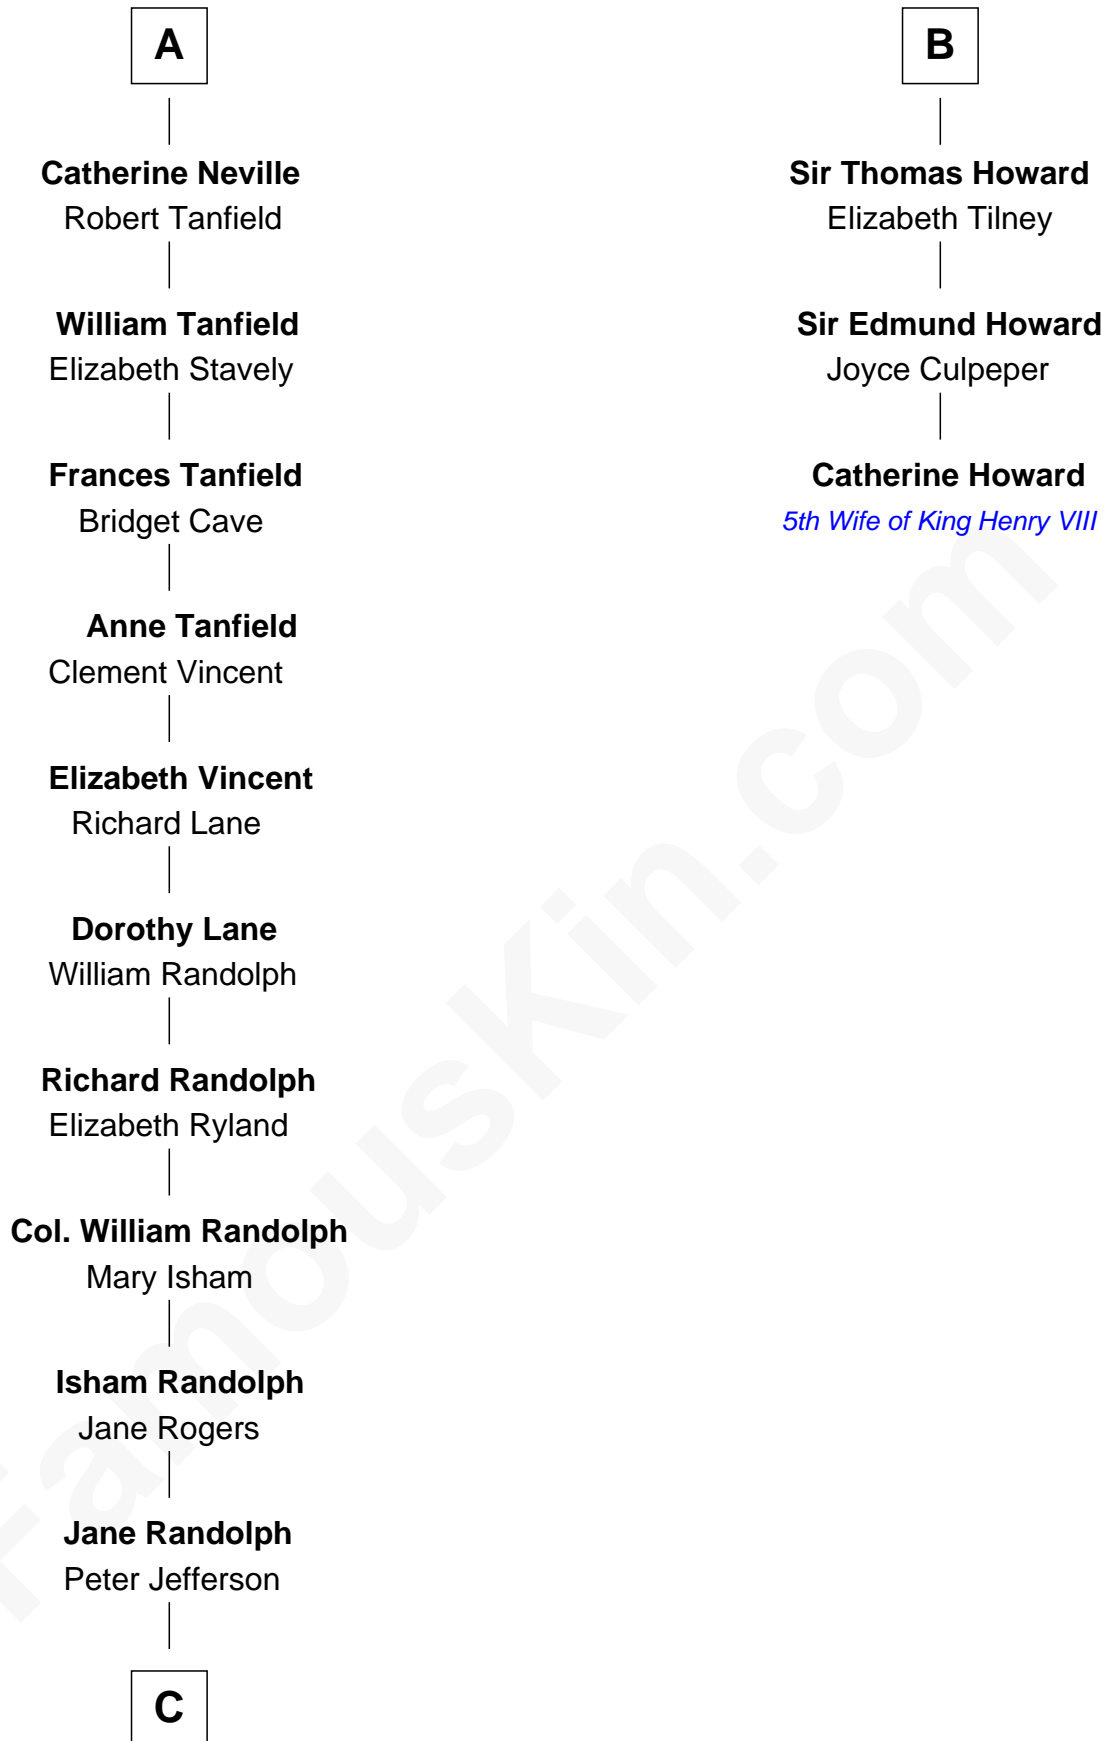 A
Catherine Neville
Robert Tanfield
William Tanfield
Elizabeth Stavely
Frances Tanfield
Bridget Cave
Anne Tanfield
Clement Vincent
Elizabeth Vincent
Richard Lane
Dorothy Lane
William Randolph
Richard Randolph
Elizabeth Ryland
Col. William Randolph
Mary Isham
Isham Randolph
Jane Rogers
Jane Randolph
Peter Jefferson
C
B
Sir Thomas Howard
Elizabeth Tilney
Sir Edmund Howard
Joyce Culpeper
Catherine Howard
5th Wife of King Henry VIII
FamousKin.com